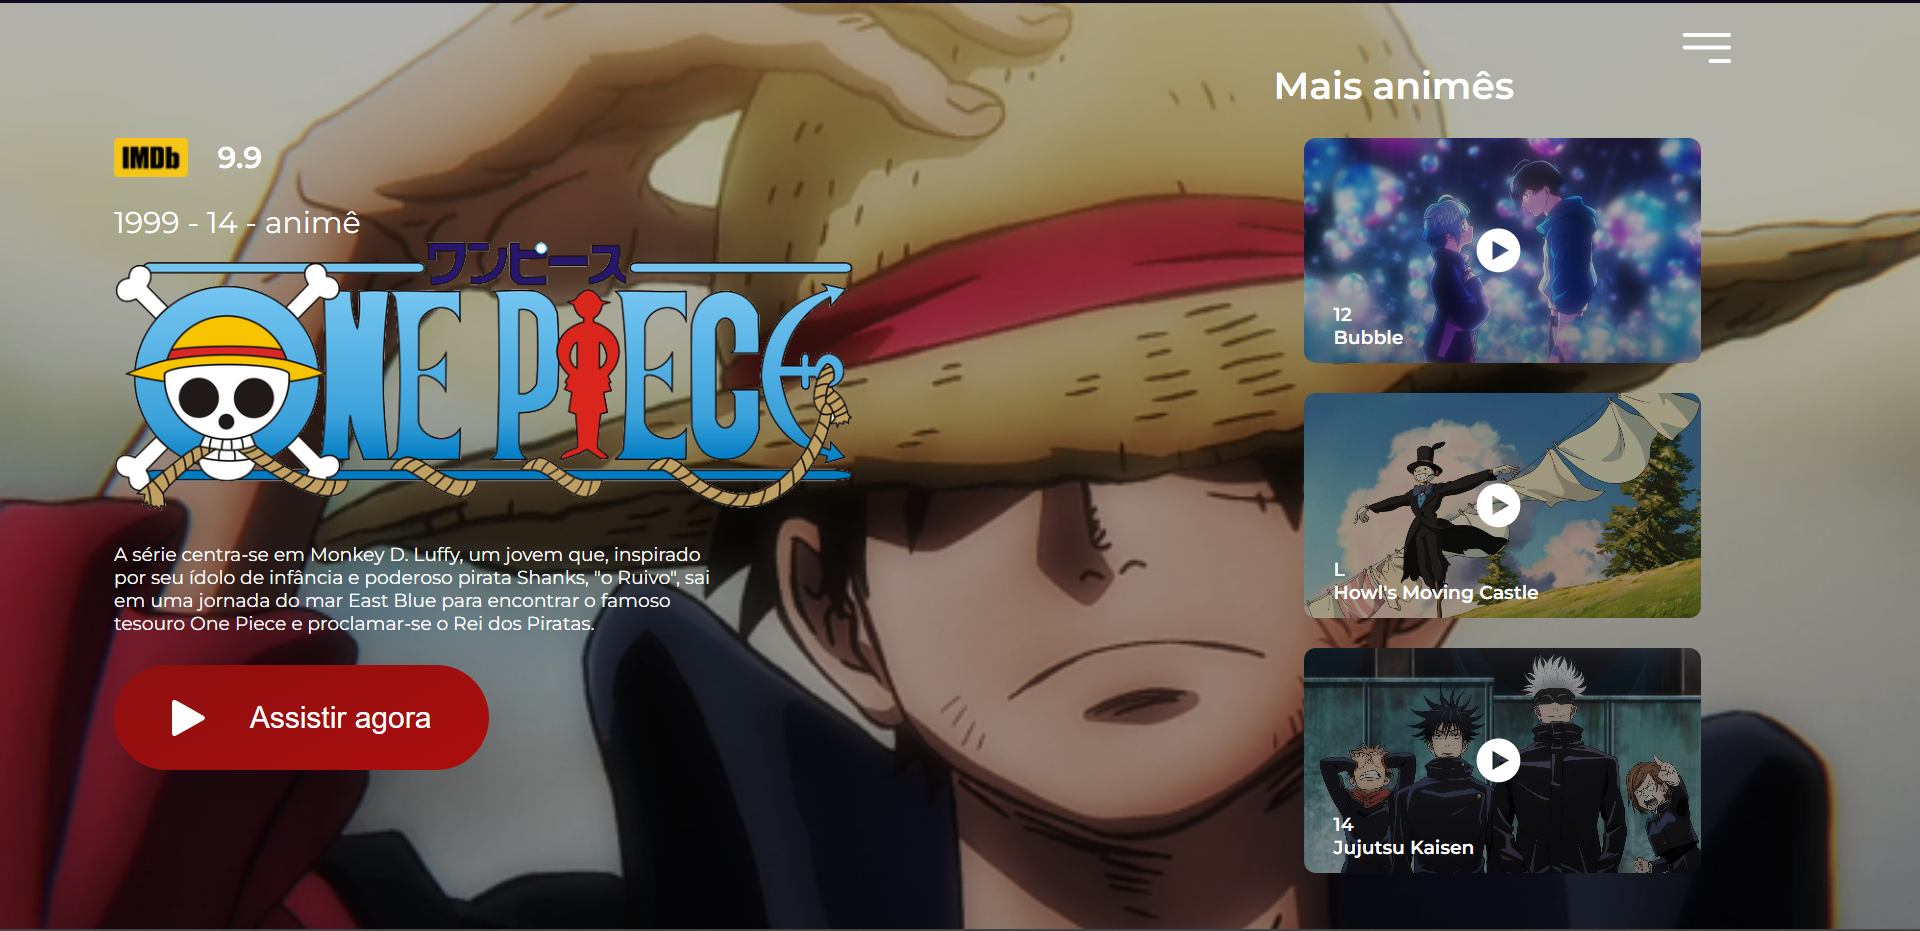 Mais animês
IMDb 9.9
1999 - 14 - animê
ワンピース
ONE PIECE
A série centra-se em Monkey D. Luffy, um jovem que, inspirado
por seu ídolo de infância e poderoso pirata Shanks, "o Ruivo", sai
em uma jornada do mar East Blue para encontrar o famoso
tesouro One Piece e proclamar-se o Rei dos Piratas.
Assistir agora
12
Bubble
L
Howl's Moving Castle
14
Jujutsu Kaisen